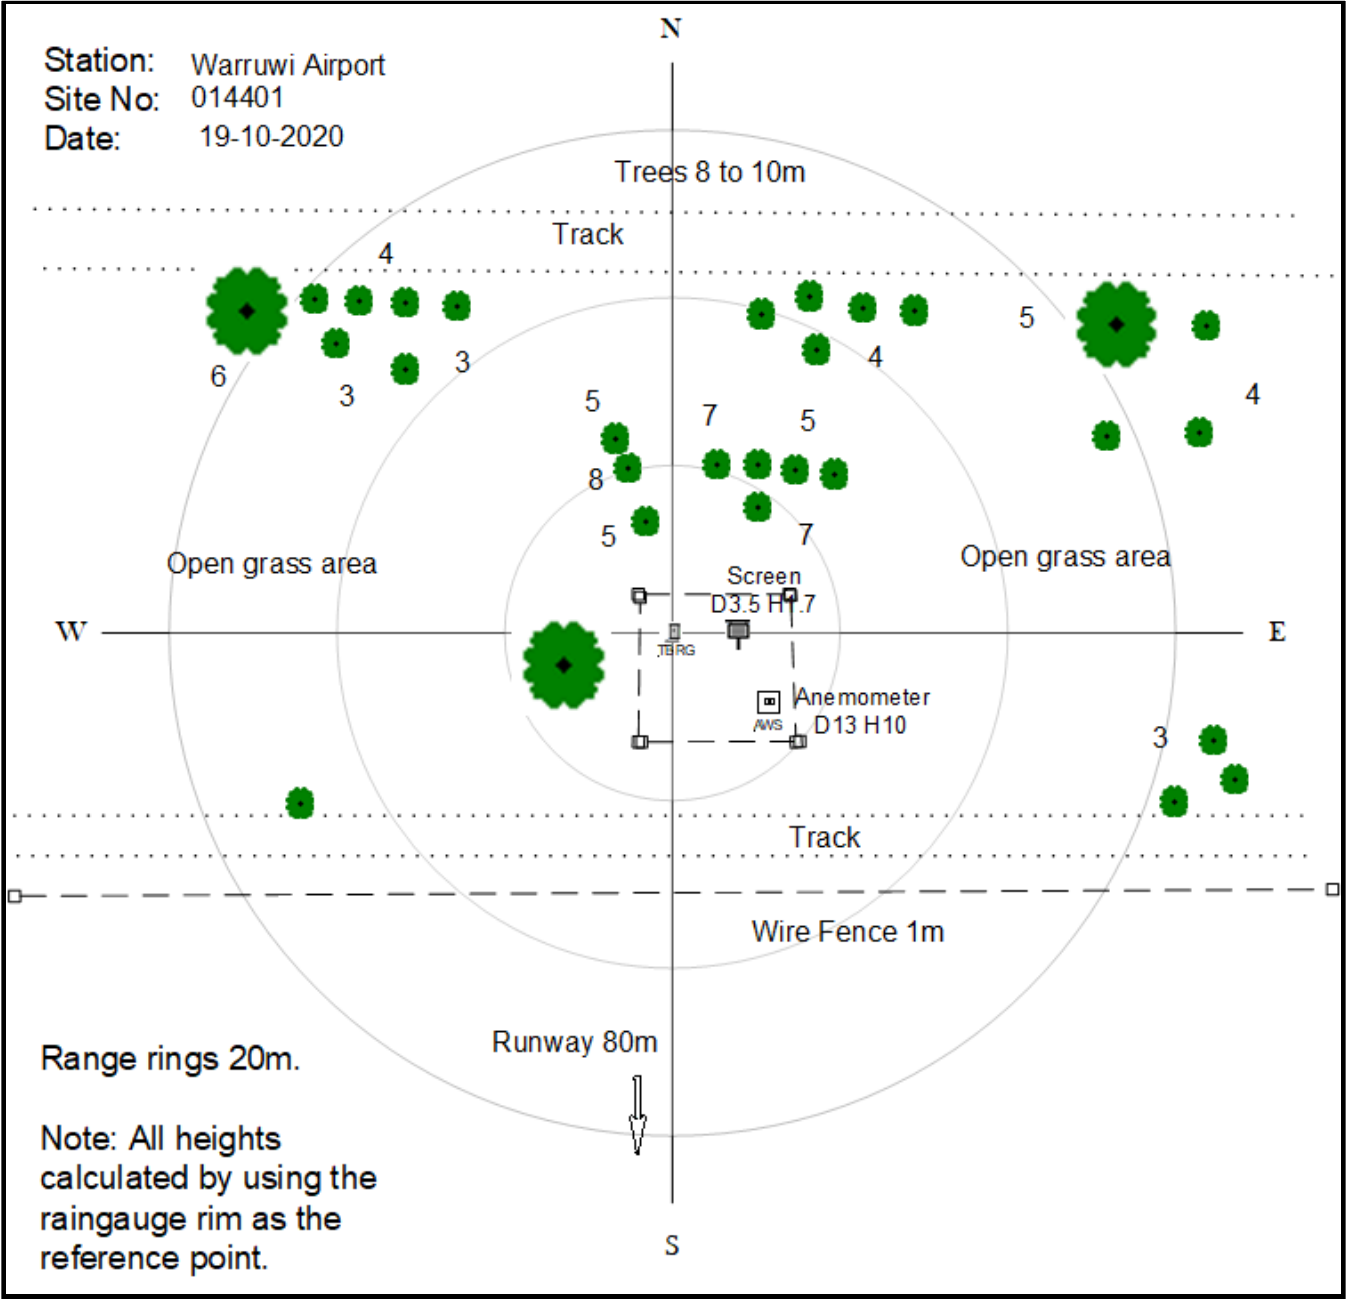 N
Station: Warruwi Airport
Site No: 014401
Date: 19-10-2020
Trees 8 to 10m
Track
4
5
6
3
3
4
4
5
7
5
8
5
7
Open grass area
Open grass area
Screen
D3.5 H1.7
W
E
TBRG
Anemometer
D13 H10
AWS
3
Track
Wire Fence 1m
Runway 80m
Range rings 20m.
Note: All heights
calculated by using the
raingauge rim as the
reference point.
S